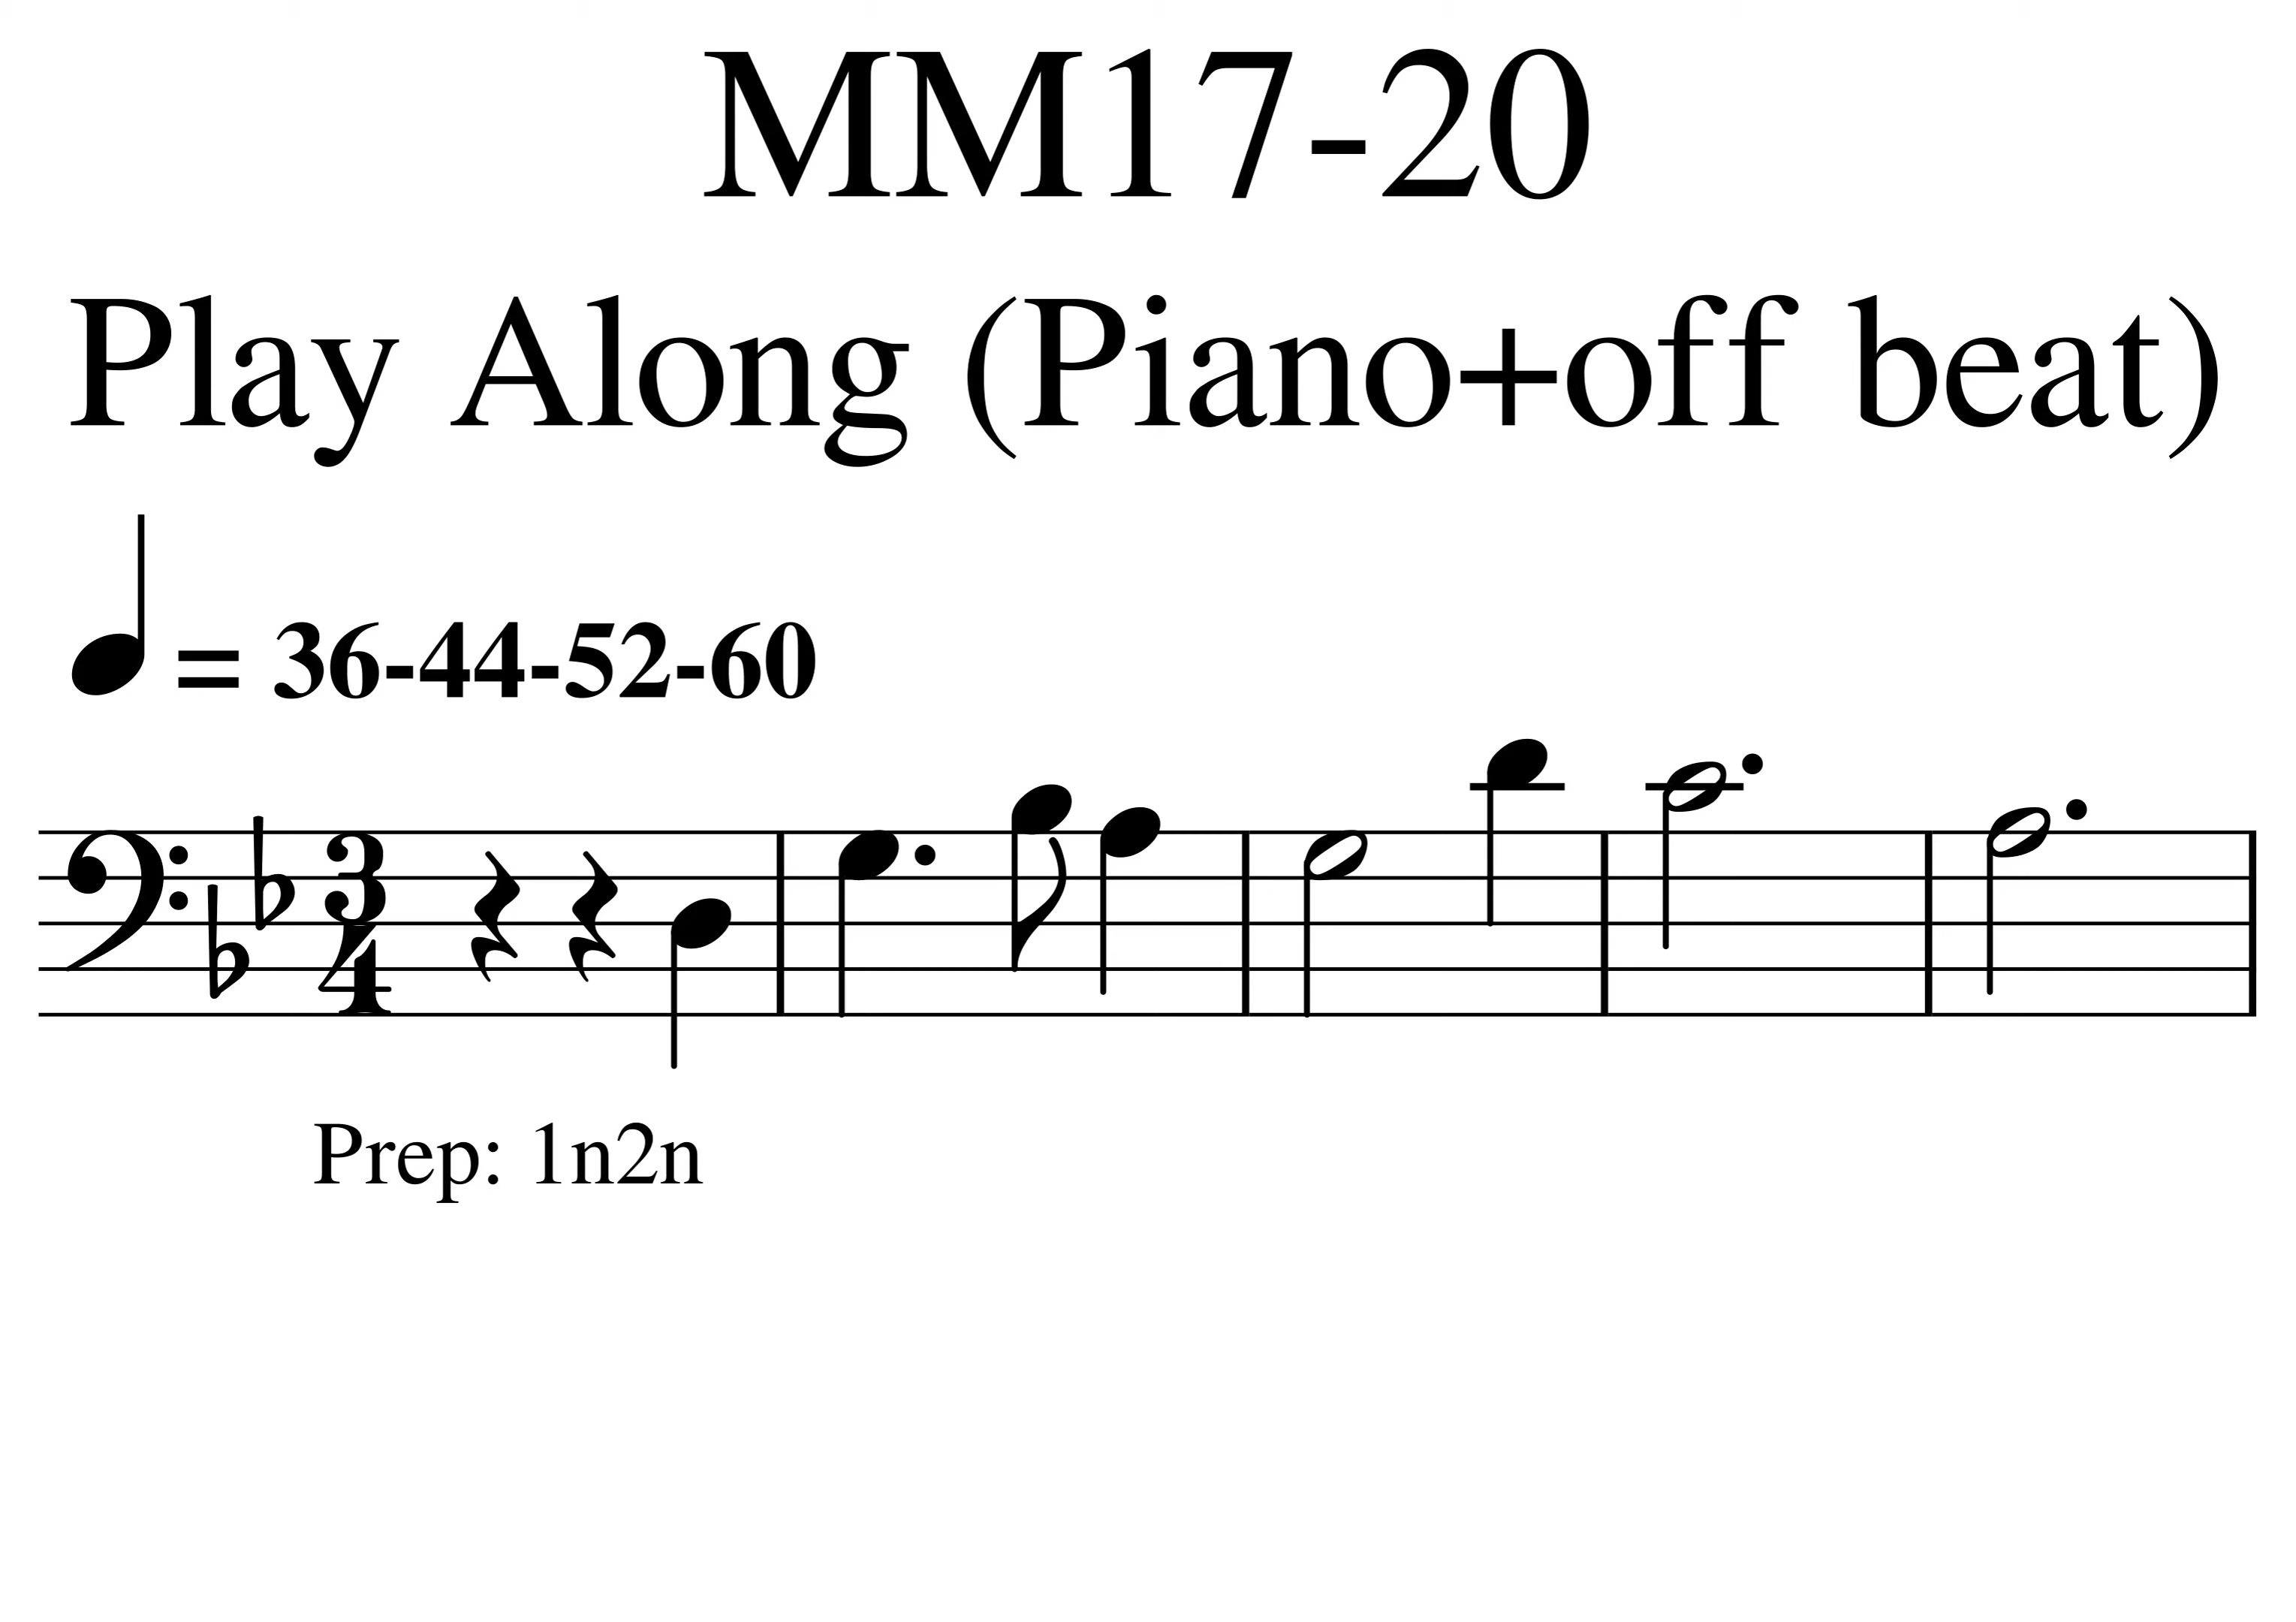 MM17-20
Play Along (Piano+off beat)
= 36-44-52-60
3
4
Prep: 1n2n